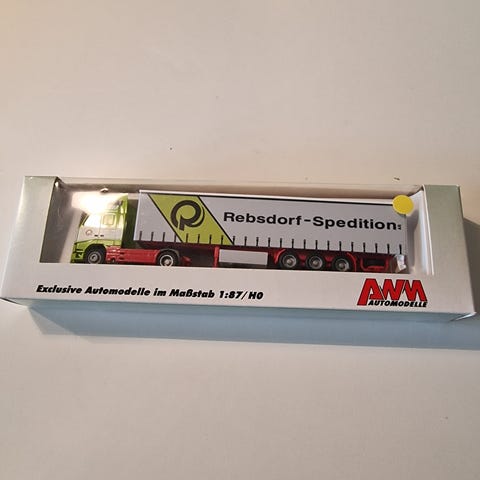 Rebsdorf-Spedition
Exclusive Automodelle im Maßstab 1:87/H0
AWM
AUTOMODELLE